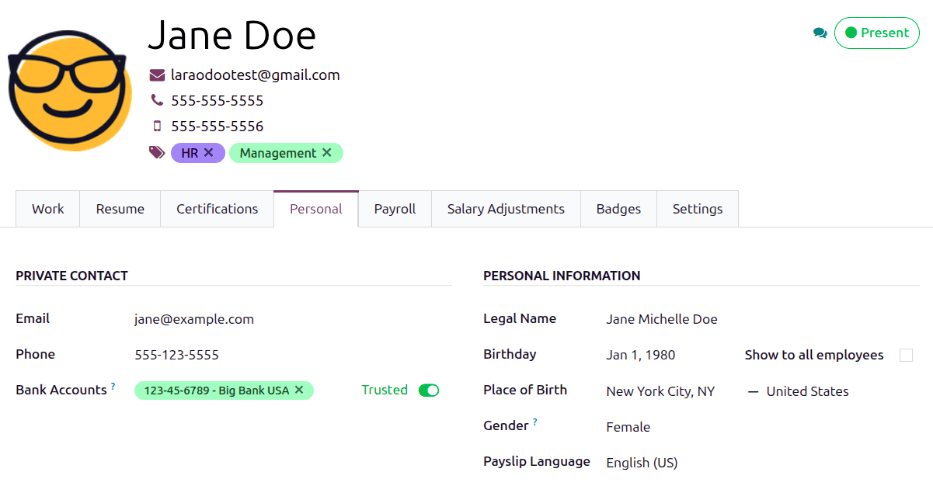 Jane Doe
Present
laraodootest@gmail.com
555-555-5555
555-555-5556
HR ✕ Management ✕
Work Resume Certifications Personal Payroll Salary Adjustments Badges Settings
PRIVATE CONTACT
Email jane@example.com
Phone 555-123-5555
Bank Accounts ? 123-45-6789 - Big Bank USA ✕ Trusted
PERSONAL INFORMATION
Legal Name Jane Michelle Doe
Birthday Jan 1, 1980 Show to all employees
Place of Birth New York City, NY — United States
Gender ? Female
Payslip Language English (US)